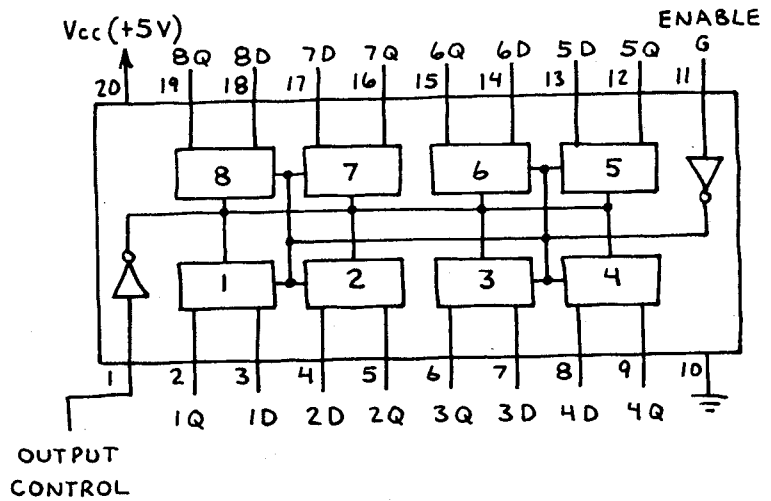 Vcc (+5V)
ENABLE
8Q 8D 7D 7Q 6Q 6D 5D 5Q G
20 19 18 17 16 15 14 13 12 11
8 7 6 5
1 2 3 4
1 2 3 4 5 6 7 8 9 10
1Q 1D 2D 2Q 3Q 3D 4D 4Q
OUTPUT
CONTROL